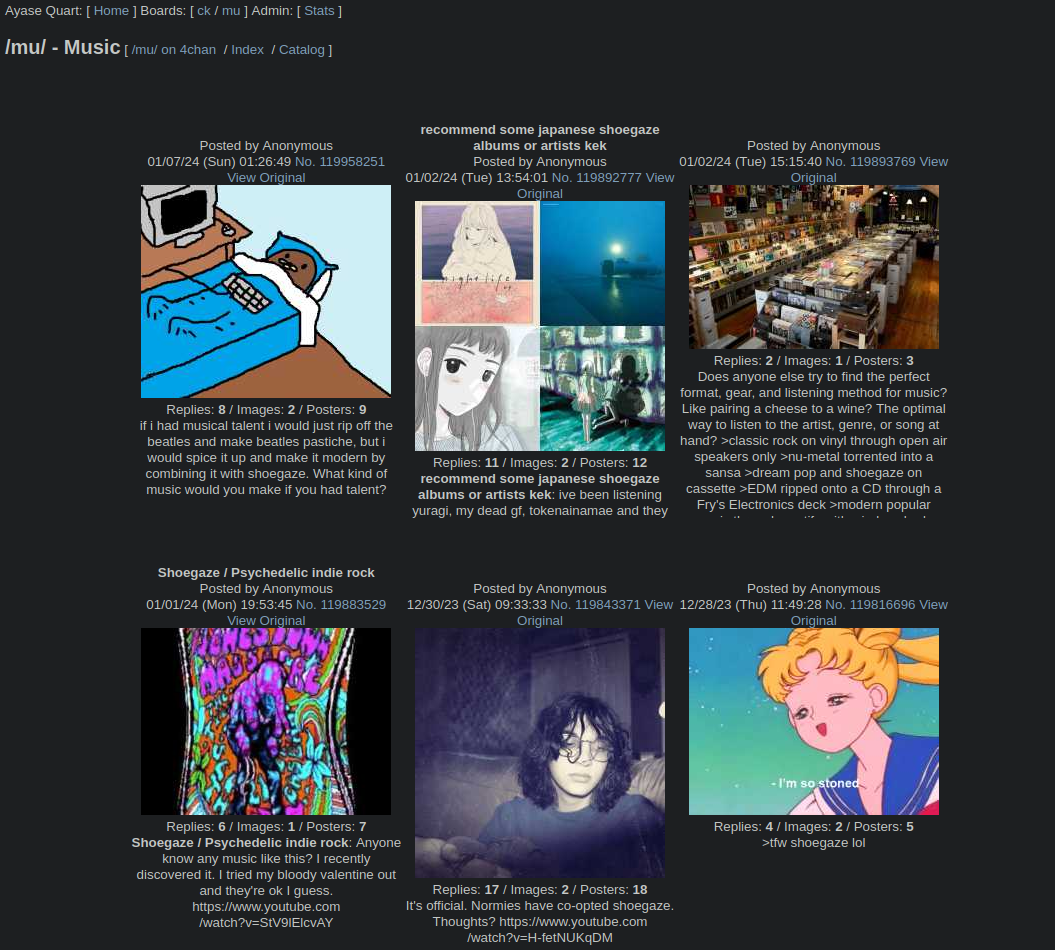 Ayase Quart: [ Home ] Boards: [ ck / mu ] Admin: [ Stats ]
/mu/ - Music [ /mu/ on 4chan / Index / Catalog ]
Posted by Anonymous
01/07/24 (Sun) 01:26:49 No. 119958251
View Original
Replies: 8 / Images: 2 / Posters: 9
if i had musical talent i would just rip off the
beatles and make beatles pastiche, but i
would spice it up and make it modern by
combining it with shoegaze. What kind of
music would you make if you had talent?
recommend some japanese shoegaze
albums or artists kek
Posted by Anonymous
01/02/24 (Tue) 13:54:01 No. 119892777 View
Original
night life
Replies: 11 / Images: 2 / Posters: 12
recommend some japanese shoegaze
albums or artists kek: ive been listening
yuragi, my dead gf, tokenainamae and they
Posted by Anonymous
01/02/24 (Tue) 15:15:40 No. 119893769 View
Original
Replies: 2 / Images: 1 / Posters: 3
Does anyone else try to find the perfect
format, gear, and listening method for music?
Like pairing a cheese to a wine? The optimal
way to listen to the artist, genre, or song at
hand? >classic rock on vinyl through open air
speakers only >nu-metal torrented into a
sansa >dream pop and shoegaze on
cassette >EDM ripped onto a CD through a
Fry's Electronics deck >modern popular
Shoegaze / Psychedelic indie rock
Posted by Anonymous
01/01/24 (Mon) 19:53:45 No. 119883529
View Original
Replies: 6 / Images: 1 / Posters: 7
Shoegaze / Psychedelic indie rock: Anyone
know any music like this? I recently
discovered it. I tried my bloody valentine out
and they're ok I guess.
https://www.youtube.com
/watch?v=StV9lElcvAY
Posted by Anonymous
12/30/23 (Sat) 09:33:33 No. 119843371 View
Original
Replies: 17 / Images: 2 / Posters: 18
It's official. Normies have co-opted shoegaze.
Thoughts? https://www.youtube.com
/watch?v=H-fetNUKqDM
Posted by Anonymous
12/28/23 (Thu) 11:49:28 No. 119816696 View
Original
- I'm so stoned
Replies: 4 / Images: 2 / Posters: 5
>tfw shoegaze lol